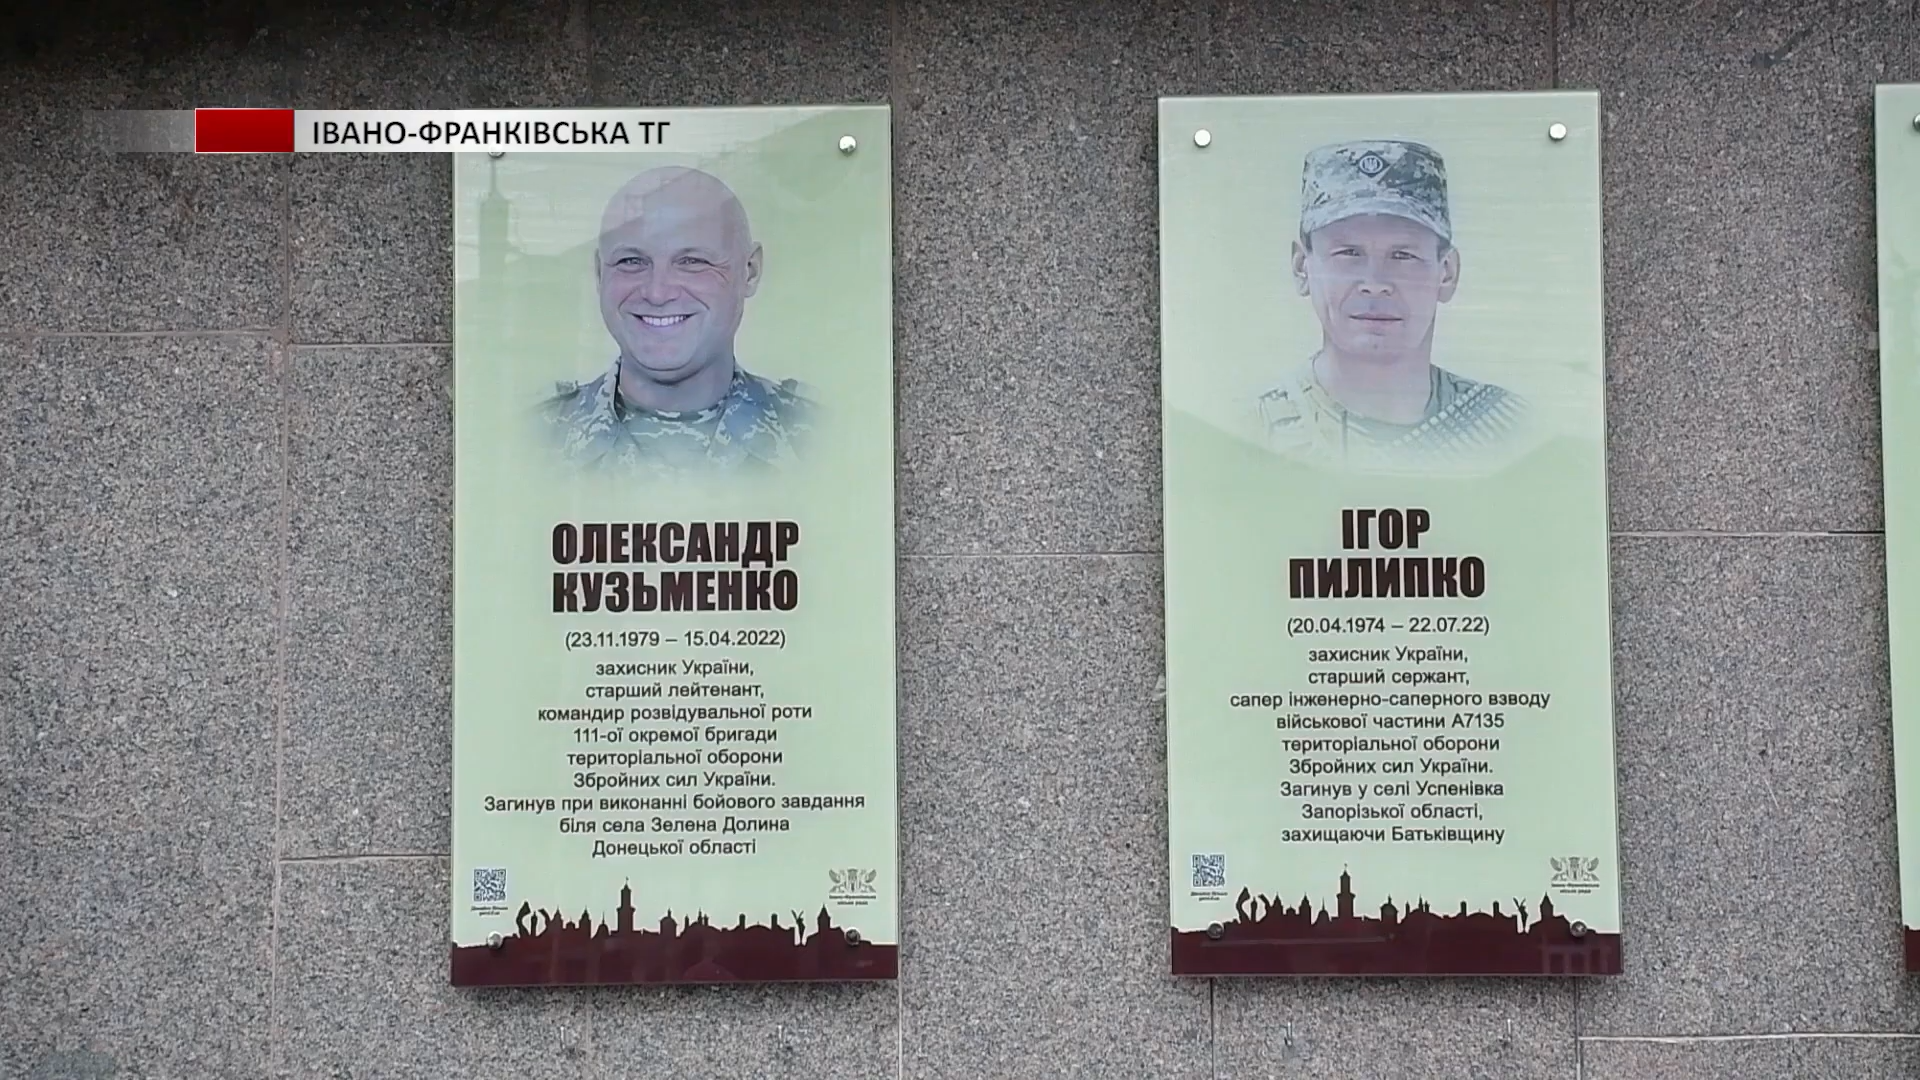 ІВАНО-ФРАНКІВСЬКА ТГ
ОЛЕКСАНДР
КУЗЬМЕНКО
(23.11.1979 – 15.04.2022)
захисник України,
старший лейтенант,
командир розвідувальної роти
111-ої окремої бригади
територіальної оборони
Збройних сил України.
Загинув при виконанні бойового завдання
біля села Зелена Долина
Донецької області
ІГОР
ПИЛИПКО
(20.04.1974 – 22.07.22)
захисник України,
старший сержант,
сапер інженерно-саперного взводу
військової частини А7135
територіальної оборони
Збройних сил України.
Загинув у селі Успенівка
Запорізької області,
захищаючи Батьківщину